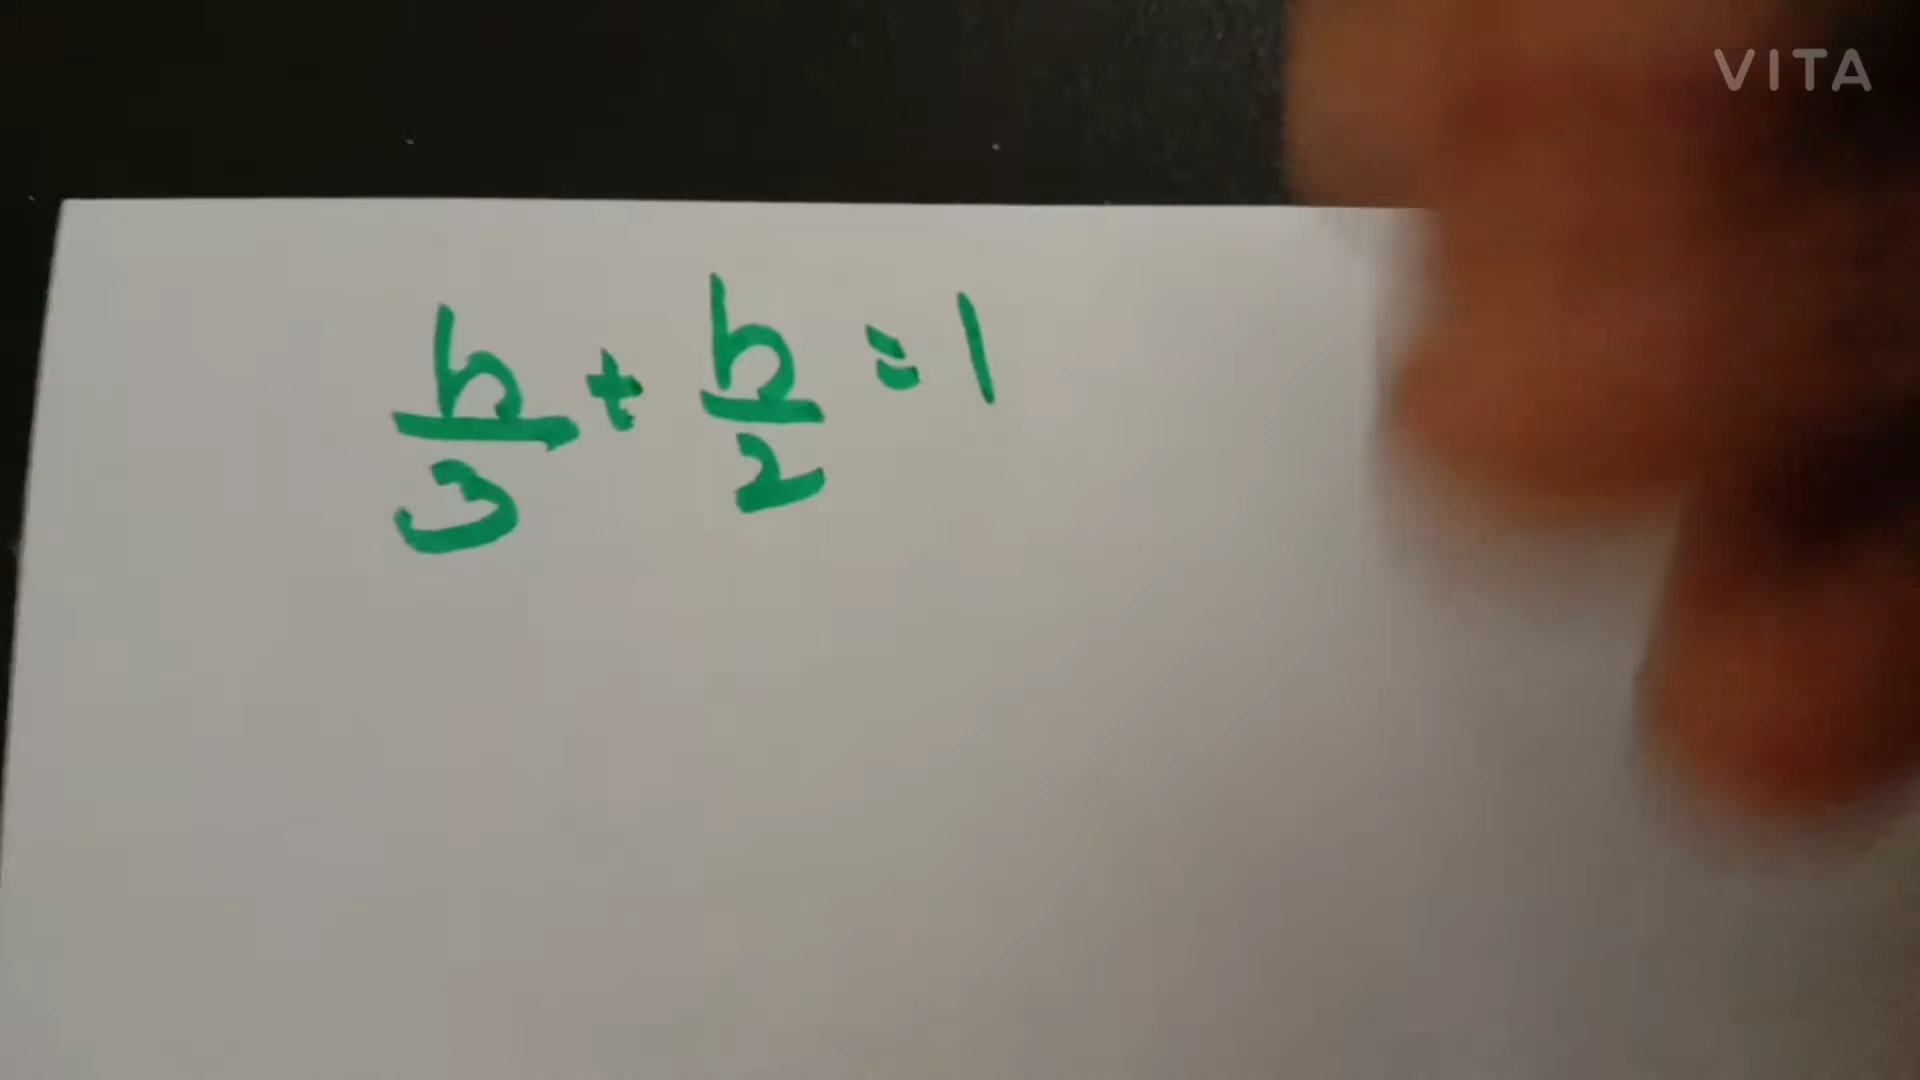 VITA
h/3 + h/2 = 1